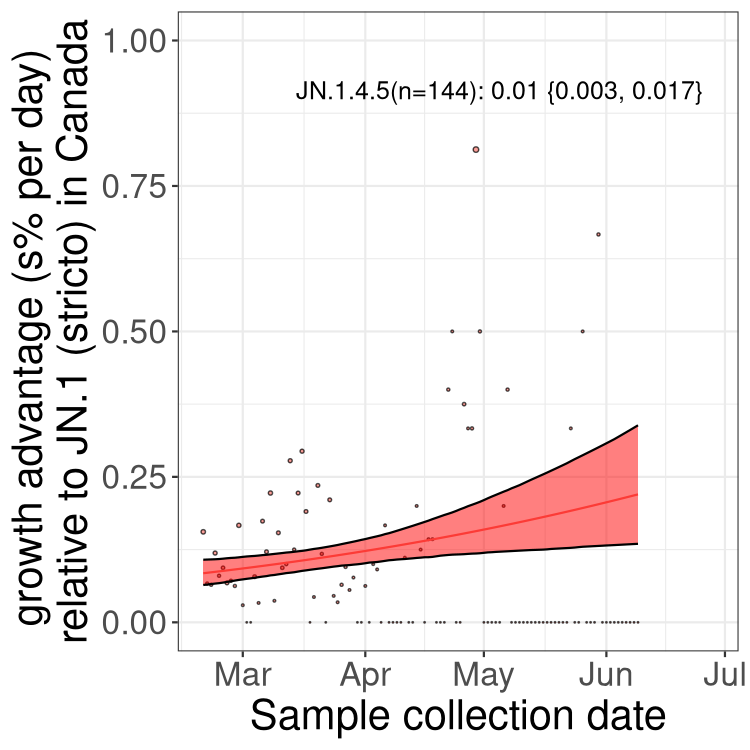 growth advantage (s% per day)
relative to JN.1 (stricto) in Canada
1.00
0.75
0.50
0.25
0.00
JN.1.4.5(n=144): 0.01 {0.003, 0.017}
Mar Apr May Jun Jul
Sample collection date